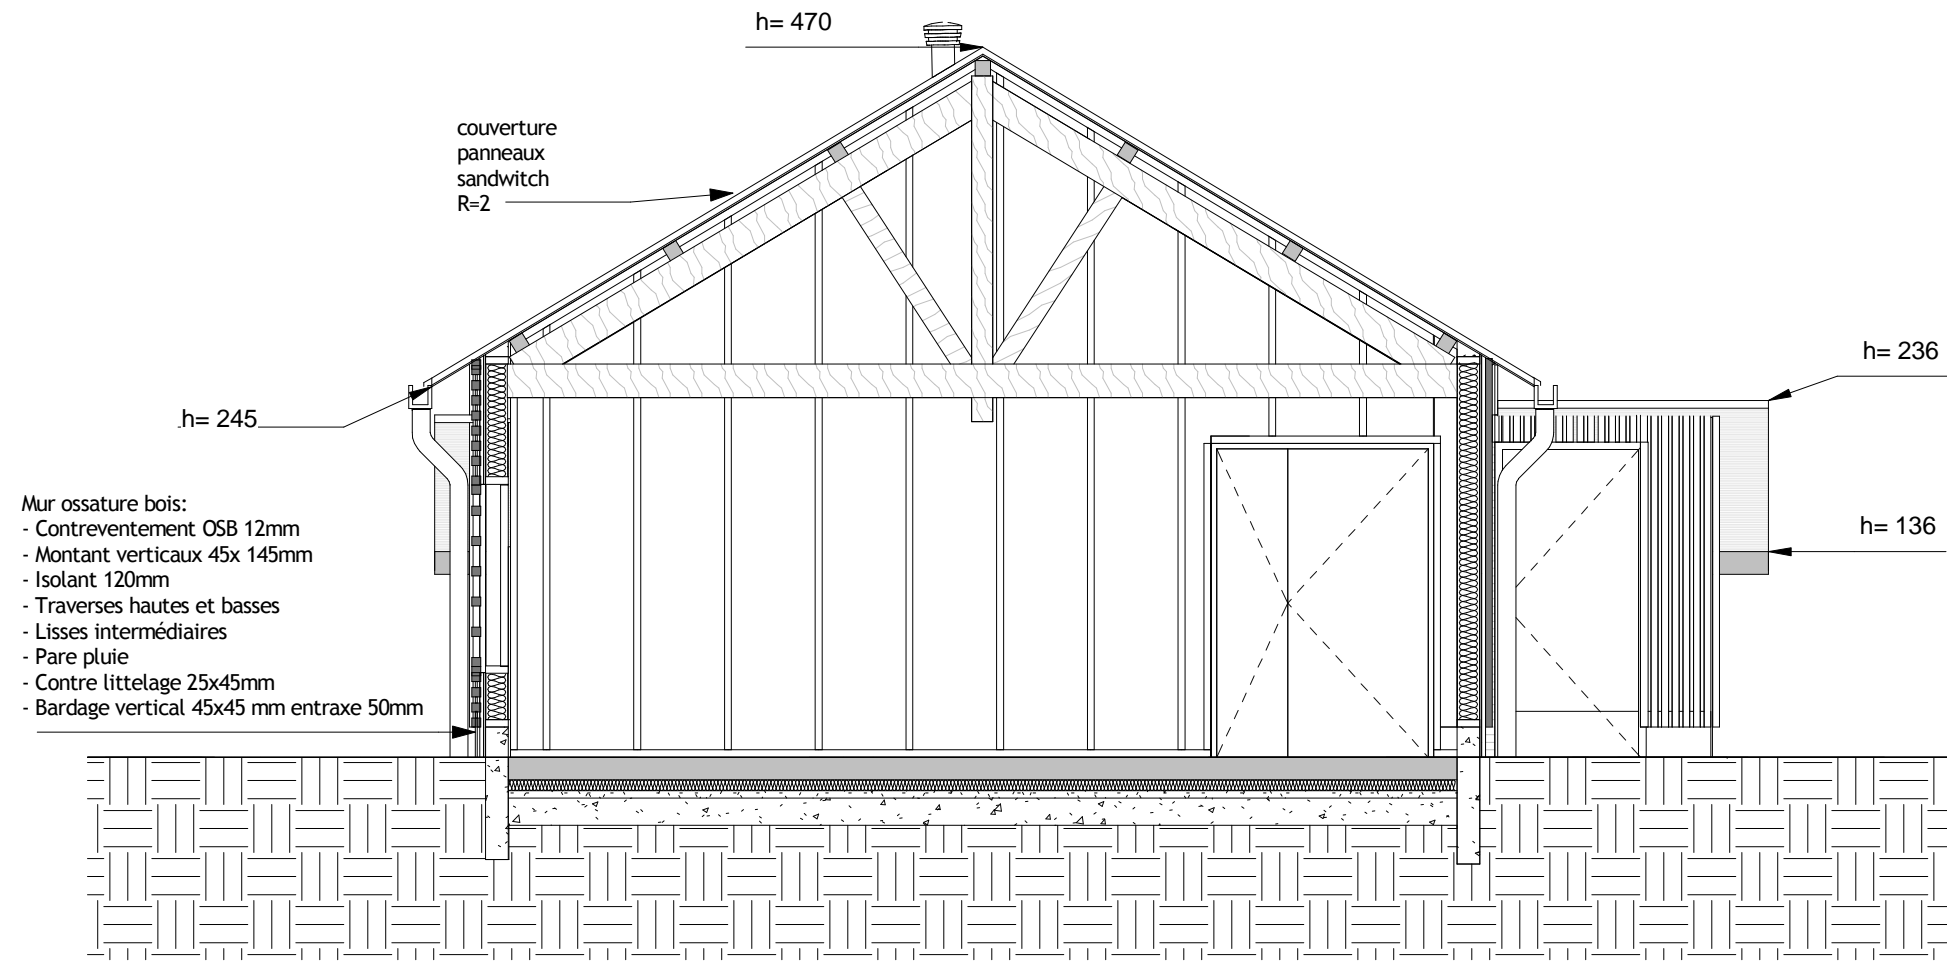 h= 470
couverture
panneaux
sandwitch
R=2
h= 236
h= 245
Mur ossature bois:
- Contreventement OSB 12mm
- Montant verticaux 45x 145mm
- Isolant 120mm
- Traverses hautes et basses
- Lisses intermédiaires
- Pare pluie
- Contre littelage 25x45mm
- Bardage vertical 45x45 mm entraxe 50mm
h= 136